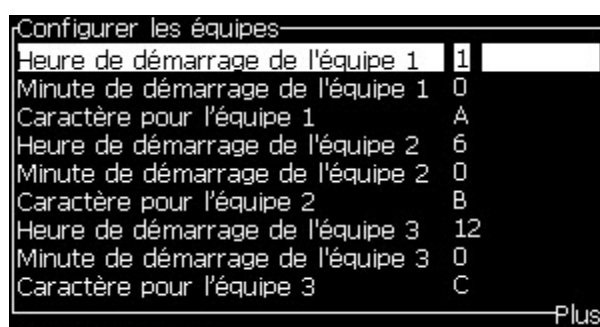 Configurer les équipes
Heure de démarrage de l'équipe 1 1
Minute de démarrage de l'équipe 1 0
Caractère pour l'équipe 1 A
Heure de démarrage de l'équipe 2 6
Minute de démarrage de l'équipe 2 0
Caractère pour l'équipe 2 B
Heure de démarrage de l'équipe 3 12
Minute de démarrage de l'équipe 3 0
Caractère pour l'équipe 3 C
Plus